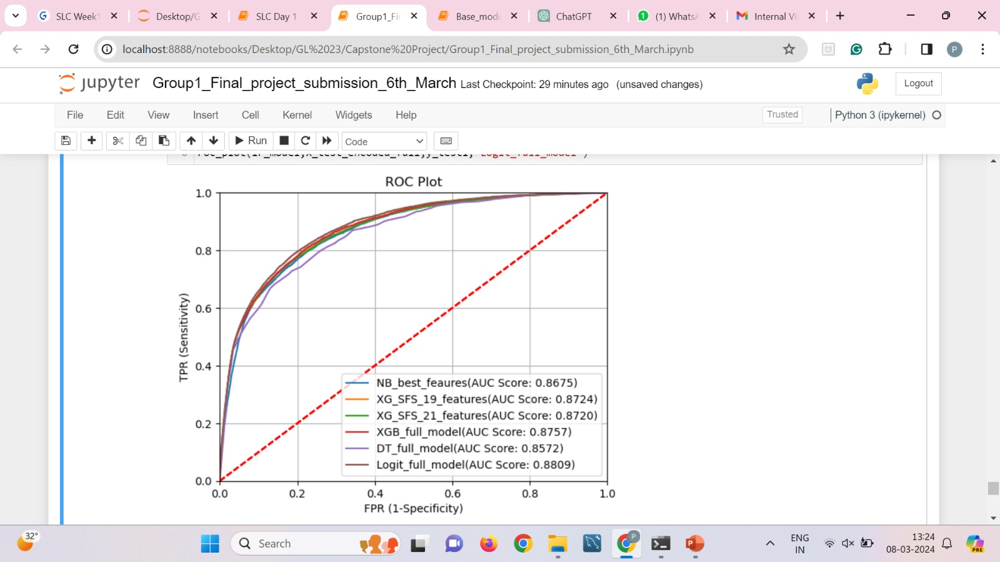 SLC Week1
Desktop/G
SLC Day 1
Group1_Fi
Base_mode
ChatGPT
(1) WhatsA
Internal Vi
localhost:8888/notebooks/Desktop/GL%2023/Capstone%20Project/Group1_Final_project_submission_6th_March.ipynb
P
jupyter Group1_Final_project_submission_6th_March Last Checkpoint: 29 minutes ago (unsaved changes)
Logout
File Edit View Insert Cell Kernel Widgets Help
Trusted
Python 3 (ipykernel)
Run
Code
ROC Plot
1.0
0.8
0.6
0.4
0.2
0.0
TPR (Sensitivity)
NB_best_feaures(AUC Score: 0.8675)
XG_SFS_19_features(AUC Score: 0.8724)
XG_SFS_21_features(AUC Score: 0.8720)
XGB_full_model(AUC Score: 0.8757)
DT_full_model(AUC Score: 0.8572)
Logit_full_model(AUC Score: 0.8809)
0.0 0.2 0.4 0.6 0.8 1.0
FPR (1-Specificity)
32°
Search
P
P
ENG
IN
13:24
08-03-2024
PRE